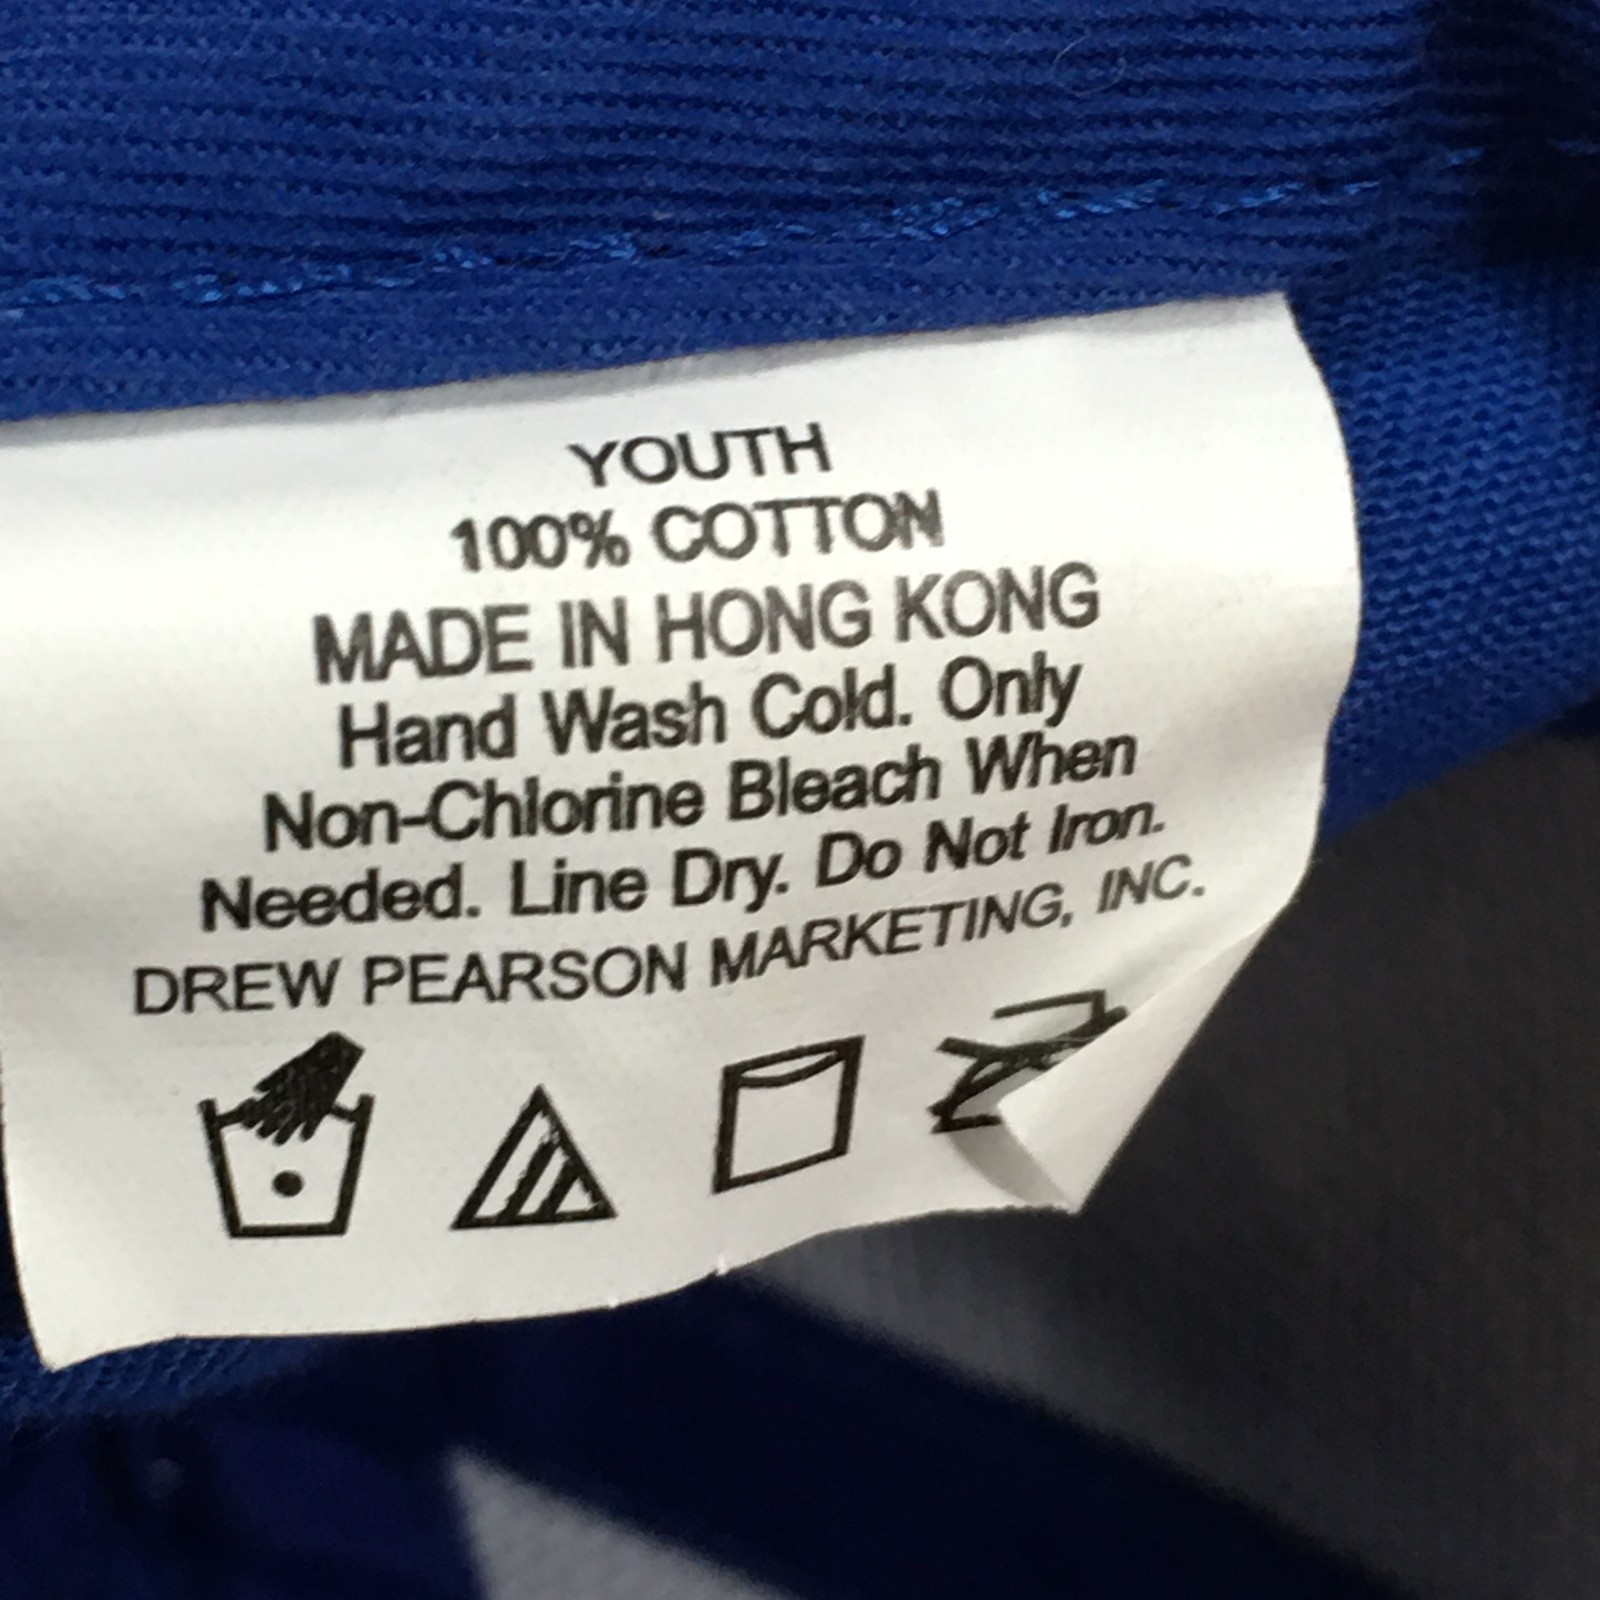 YOUTH
100% COTTON
MADE IN HONG KONG
Hand Wash Cold. Only
Non-Chlorine Bleach When
Needed. Line Dry. Do Not Iron.
DREW PEARSON MARKETING, INC.